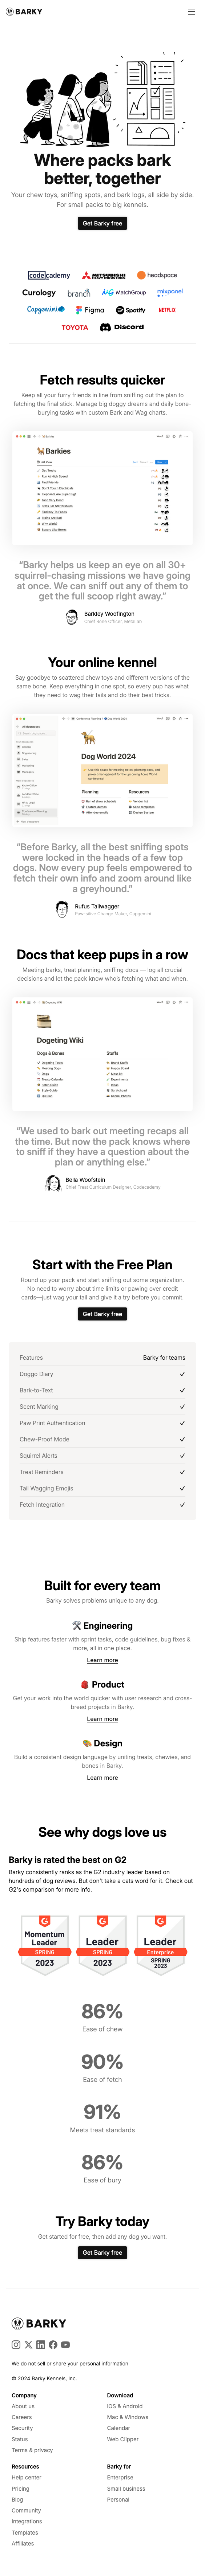 BARKY
Where packs bark
better, together
Your chew toys, sniffing spots, and bark logs, all side by side.
For small packs to big kennels.
Get Barky free
codecademy
MITSUBISHI
headspace
Curology
branch
MatchGroup
mixpanel
Capgemini
Figma
Spotify
NETFLIX
TOYOTA
Discord
Fetch results quicker
Keep all your furry friends in line from sniffing out the plan to
fetching the final stick. Manage big doggy dreams and daily bone-
burying tasks with custom Bark and Wag charts.
Barkies
"Barky helps us keep an eye on all 30+
squirrel-chasing missions we have going
at once. We can sniff out any of them to
get the full scoop right away."
Barkley Woofington
Chief Bone Officer, MetaLab
Your online kennel
Say goodbye to scattered chew toys and different versions of the
same bone. Keep everything in one spot, so every pup has what
they need to wag their tails and do their best tricks.
Dog World 2024
Planning
Resources
"Before Barky, all the best sniffing spots
were locked in the heads of a few top
dogs. Now every pup feels empowered to
fetch their own info and zoom around like
a greyhound."
Rufus Tailwagger
Paw-sitive Change Maker, Capgemini
Docs that keep pups in a row
Meeting barks, treat planning, sniffing docs — log all crucial
decisions and let the pack know who's fetching what and when.
Dogeting Wiki
Dogs & Bones
Stuffs
"We used to bark out meeting recaps all
the time. But now the pack knows where
to sniff if they have a question about the
plan or anything else."
Bella Woofstein
Chief Treat Curriculum Designer, Codecademy
Start with the Free Plan
Round up your pack and start sniffing out some organization.
No need to worry about time limits or pawing over credit
cards—just wag your tail and give it a try before you commit.
Get Barky free
Features Barky for teams
Doggo Diary
Bark-to-Text
Scent Marking
Paw Print Authentication
Chew-Proof Mode
Squirrel Alerts
Treat Reminders
Tail Wagging Emojis
Fetch Integration
Built for every team
Barky solves problems unique to any dog.
Engineering
Ship features faster with sprint tasks, code guidelines, bug fixes &
more, all in one place.
Learn more
Product
Get your work into the world quicker with user research and cross-
breed projects in Barky.
Learn more
Design
Build a consistent design language by uniting treats, chewies, and
bones in Barky.
Learn more
See why dogs love us
Barky is rated the best on G2
Barky consistently ranks as the G2 industry leader based on
hundreds of dog reviews. But don't take a cats word for it. Check out
G2's comparison for more info.
Momentum
Leader
SPRING
2023
Leader
SPRING
2023
Leader
Enterprise
SPRING
2023
86%
Ease of chew
90%
Ease of fetch
91%
Meets treat standards
86%
Ease of bury
Try Barky today
Get started for free, then add any dog you want.
Get Barky free
BARKY
We do not sell or share your personal information
© 2024 Barky Kennels, Inc.
Company
About us
Careers
Security
Status
Terms & privacy
Download
iOS & Android
Mac & Windows
Calendar
Web Clipper
Resources
Help center
Pricing
Blog
Community
Integrations
Templates
Affiliates
Barky for
Enterprise
Small business
Personal